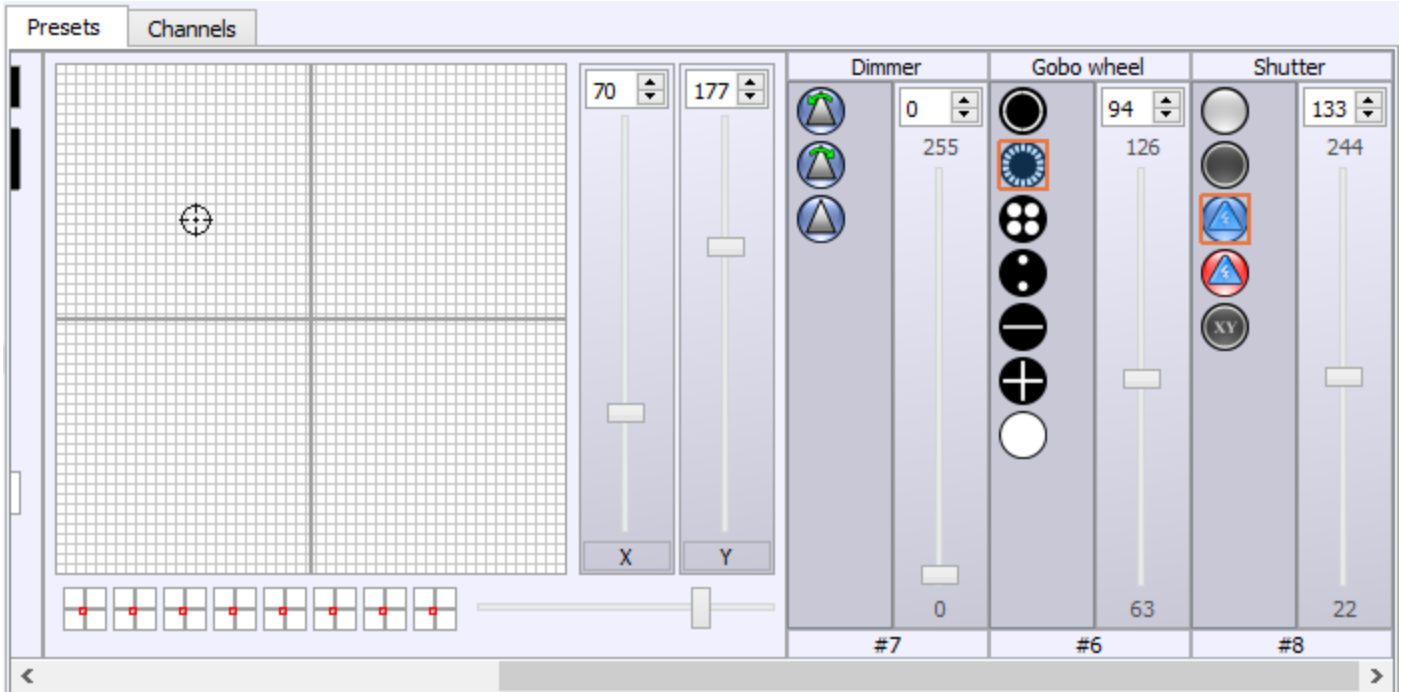 Presets Channels
Dimmer Gobo wheel Shutter
70 177 0 94 133
255 126 244
XY
X Y
0 63 22
#7 #6 #8